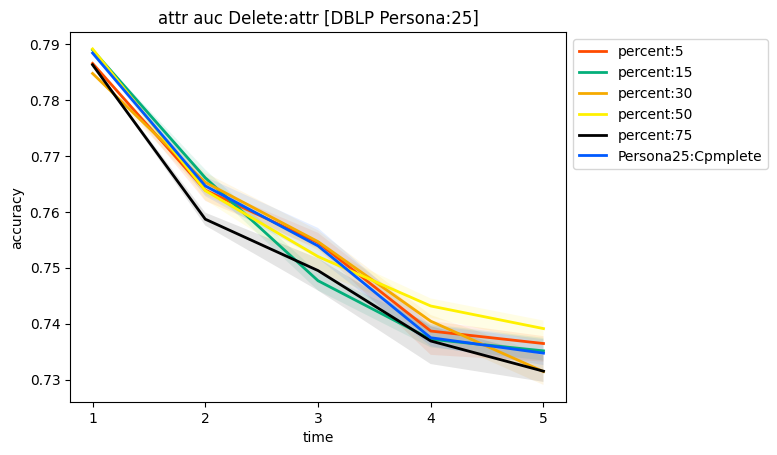 attr auc Delete:attr [DBLP Persona:25]
0.79
0.78
0.77
0.76
0.75
0.74
0.73
accuracy
1 2 3 4 5
time
percent:5
percent:15
percent:30
percent:50
percent:75
Persona25:Cpmplete